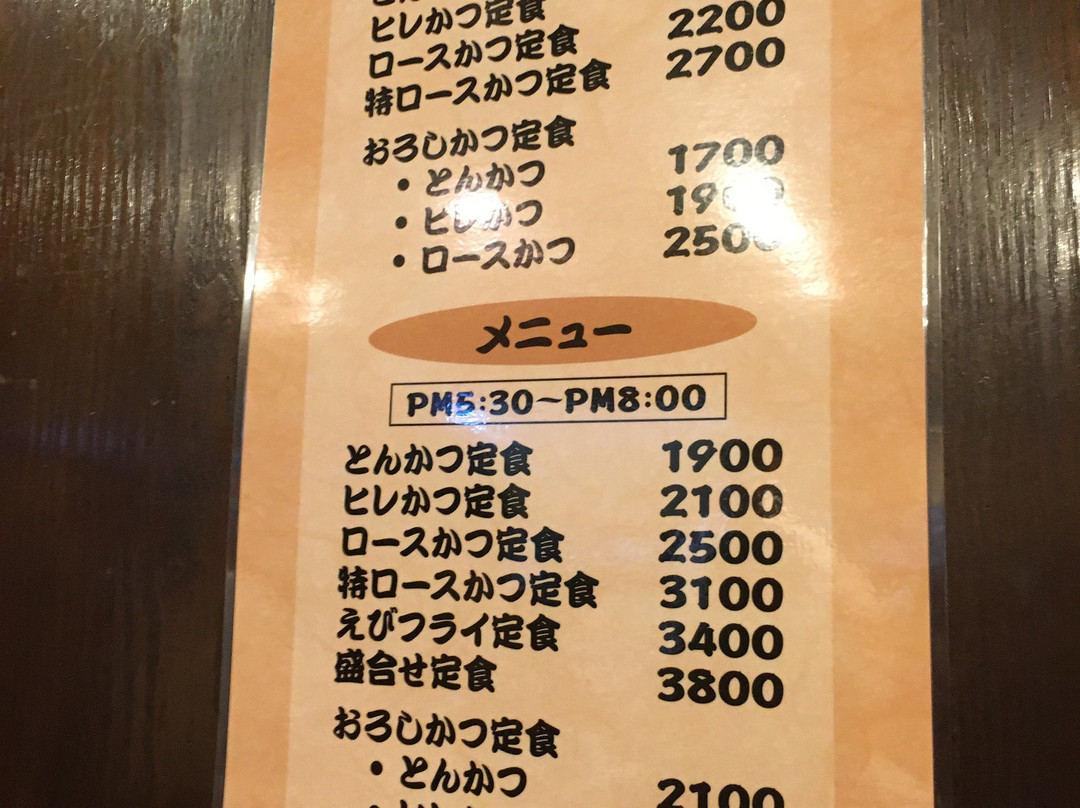 ヒレかつ定食
ロースかつ定食 2200
特ロースかつ定食 2700
おろしかつ定食
・とんかつ 1700
・ヒレかつ 1900
・ロースかつ 2500
メニュー
PM5:30～PM8:00
とんかつ定食 1900
ヒレかつ定食 2100
ロースかつ定食 2500
特ロースかつ定食 3100
えびフライ定食 3400
盛合せ定食 3800
おろしかつ定食
・とんかつ 2100